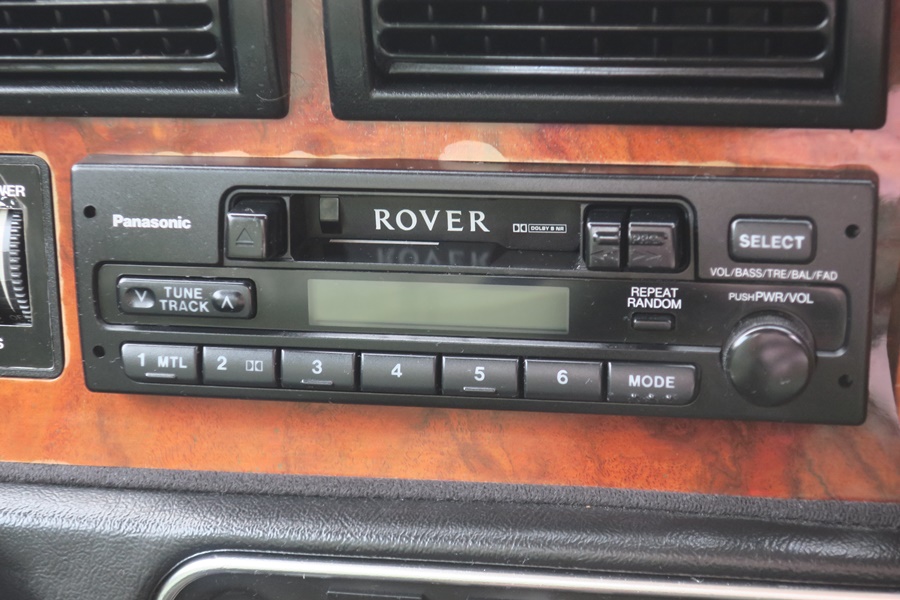 WER
S
Panasonic
ROVER
DOLBY B NR
SELECT
VOL/BASS/TRE/BAL/FAD
TUNE
TRACK
REPEAT
RANDOM
PUSH PWR/VOL
1 MTL
2
3
4
5
6
MODE